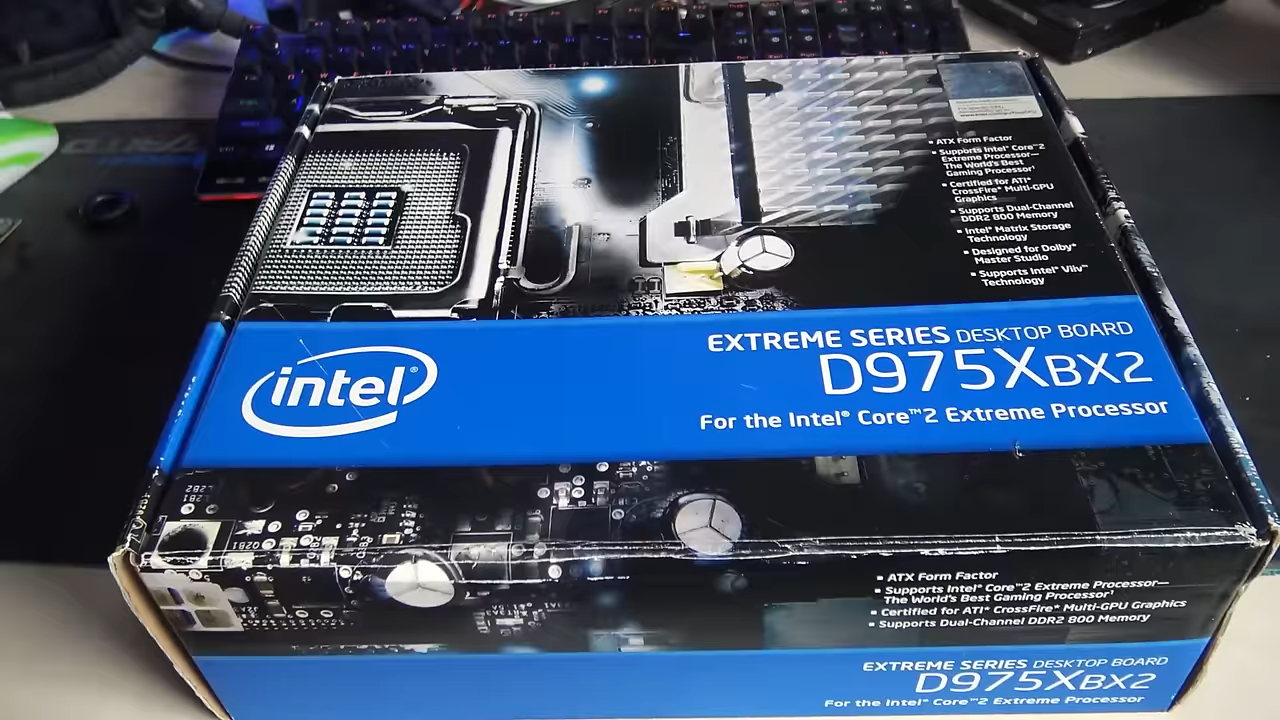 ▪ ATX Form Factor
▪ Supports Intel® Core™2
Extreme Processor—
The World's Best
Gaming Processor¹
▪ Certified for ATI*
CrossFire* Multi-GPU
Graphics
▪ Supports Dual-Channel
DDR2 800 Memory
▪ Intel® Matrix Storage
Technology
▪ Designed for Dolby*
Master Studio
▪ Supports Intel® Viiv™
Technology
intel®
EXTREME SERIES DESKTOP BOARD
D975XBX2
For the Intel® Core™2 Extreme Processor
L2B2
L2B1
Q2B1
▪ ATX Form Factor
▪ Supports Intel® Core™2 Extreme Processor—
The World's Best Gaming Processor¹
▪ Certified for ATI* CrossFire* Multi-GPU Graphics
▪ Supports Dual-Channel DDR2 800 Memory
EXTREME SERIES DESKTOP BOARD
D975XBX2
For the Intel® Core™2 Extreme Processor